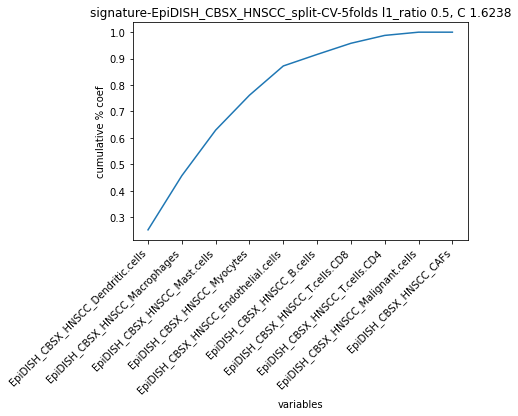 signature-EpiDISH_CBSX_HNSCC_split-CV-5folds l1_ratio 0.5, C 1.6238
cumulative % coef
1.0
0.9
0.8
0.7
0.6
0.5
0.4
0.3
EpiDISH_CBSX_HNSCC_Dendritic.cells
EpiDISH_CBSX_HNSCC_Macrophages
EpiDISH_CBSX_HNSCC_Mast.cells
EpiDISH_CBSX_HNSCC_Myocytes
EpiDISH_CBSX_HNSCC_Endothelial.cells
EpiDISH_CBSX_HNSCC_B.cells
EpiDISH_CBSX_HNSCC_T.cells.CD8
EpiDISH_CBSX_HNSCC_T.cells.CD4
EpiDISH_CBSX_HNSCC_Malignant.cells
EpiDISH_CBSX_HNSCC_CAFs
variables